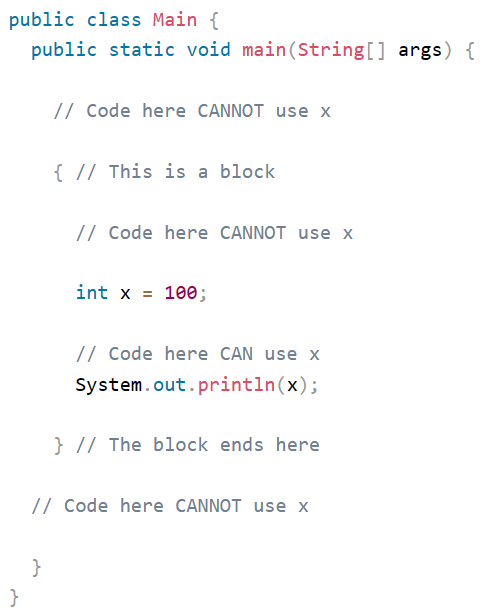 public class Main {
  public static void main(String[] args) {

    // Code here CANNOT use x

    { // This is a block

      // Code here CANNOT use x

      int x = 100;

      // Code here CAN use x
      System.out.println(x);

    } // The block ends here

  // Code here CANNOT use x

  }
}